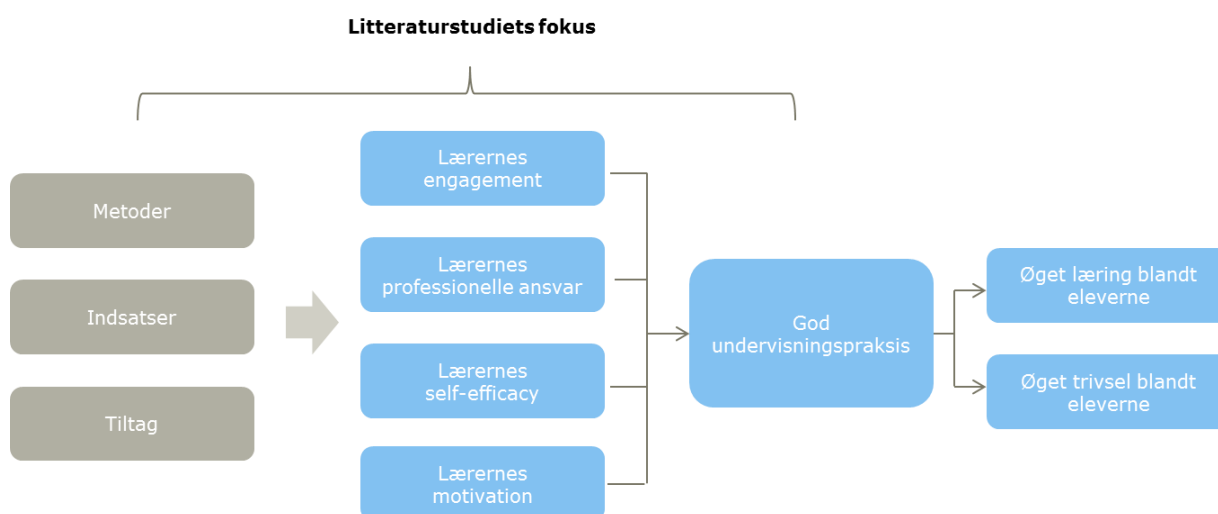 Litteraturstudiets fokus
Metoder
Indsatser
Tiltag
Lærernes
engagement
Lærernes
professionelle ansvar
Lærernes
self-efficacy
Lærernes
motivation
God
undervisningspraksis
Øget læring blandt
eleverne
Øget trivsel blandt
eleverne